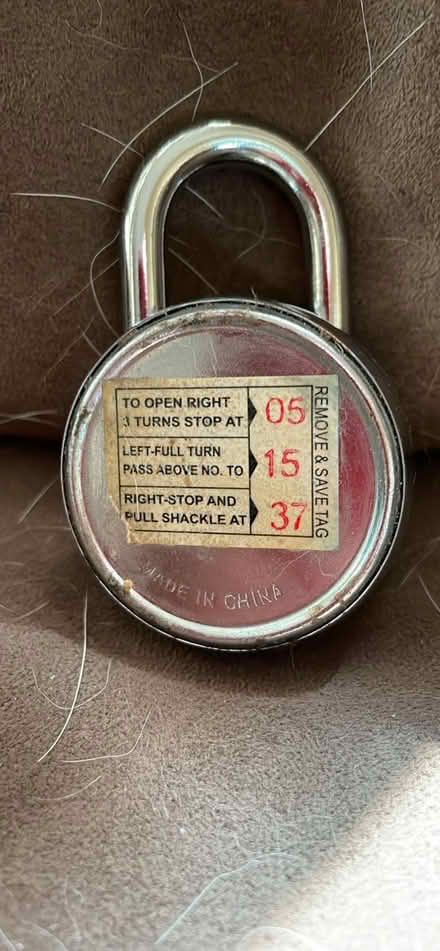 TO OPEN RIGHT
3 TURNS STOP AT 05
LEFT-FULL TURN
PASS ABOVE NO. TO 15
RIGHT-STOP AND
PULL SHACKLE AT 37
REMOVE & SAVE TAG
MADE IN CHINA